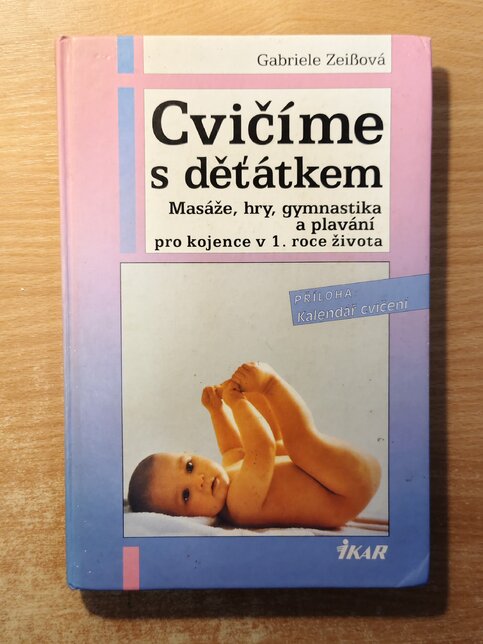 Gabriele Zeißová
Cvičíme
s děťátkem
Masáže, hry, gymnastika
a plavání
pro kojence v 1. roce života
PŘÍLOHA:
Kalendář cvičení
IKAR